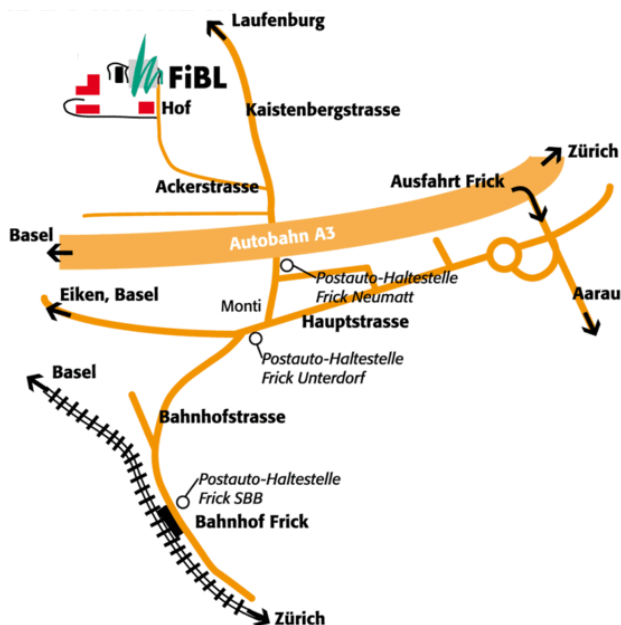 Laufenburg
FiBL
Hof
Kaistenbergstrasse
Zürich
Ackerstrasse
Ausfahrt Frick
Basel
Autobahn A3
Postauto-Haltestelle
Frick Neumatt
Eiken, Basel
Monti
Hauptstrasse
Aarau
Postauto-Haltestelle
Frick Unterdorf
Basel
Bahnhofstrasse
Postauto-Haltestelle
Frick SBB
Bahnhof Frick
Zürich